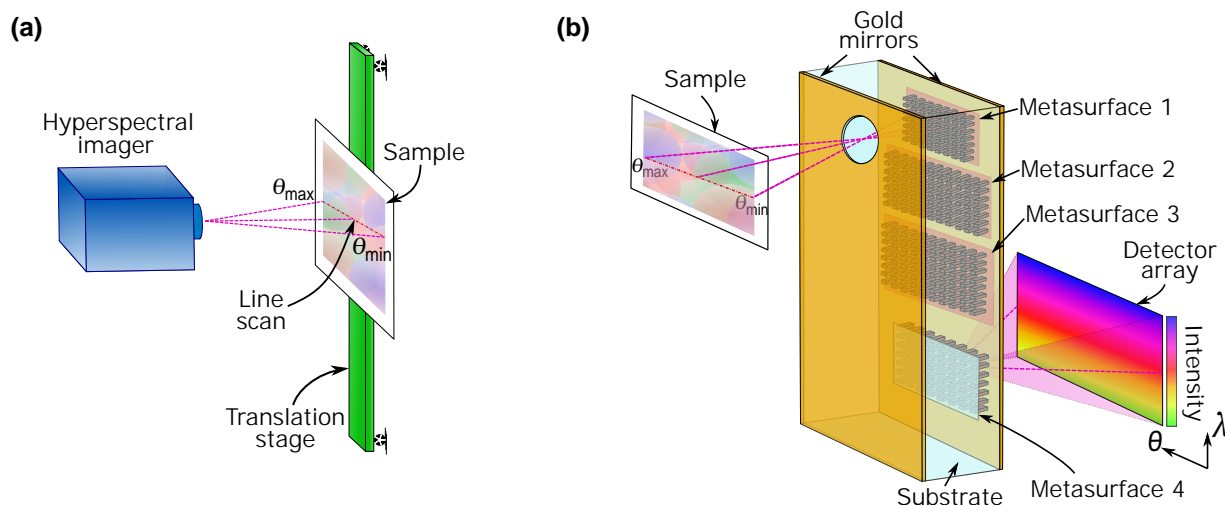 (a)
Hyperspectral
imager
Sample
θmax
θmin
Line
scan
Translation
stage
(b)
Gold
mirrors
Sample
θmax
θmin
Metasurface 1
Metasurface 2
Metasurface 3
Detector
array
Intensity
λ
θ
Metasurface 4
Substrate